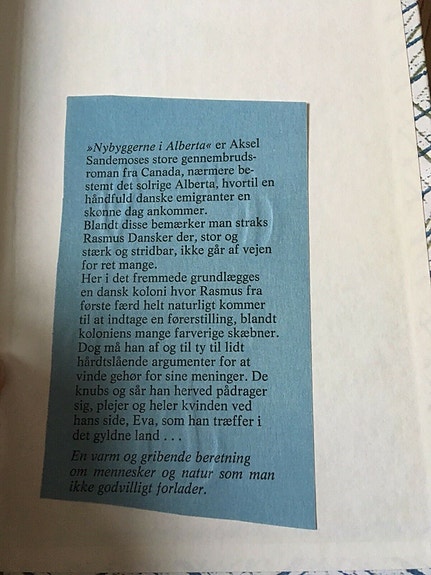 »Nybyggerne i Alberta« er Aksel
Sandemoses store gennembruds-
roman fra Canada, nærmere be-
stemt det solrige Alberta, hvortil en
håndfuld danske emigranter en
skønne dag ankommer.
Blandt disse bemærker man straks
Rasmus Dansker der, stor og
stærk og stridbar, ikke går af vejen
for ret mange.
Her i det fremmede grundlægges
en dansk koloni hvor Rasmus fra
første færd helt naturligt kommer
til at indtage en førerstilling, blandt
koloniens mange farverige skæbner.
Dog må han af og til ty til lidt
hårdtslående argumenter for at
vinde gehør for sine meninger. De
knubs og sår han herved pådrager
sig, plejer og heler kvinden ved
hans side, Eva, som han træffer i
det gyldne land . . .
En varm og gribende beretning
om mennesker og natur som man
ikke godvilligt forlader.